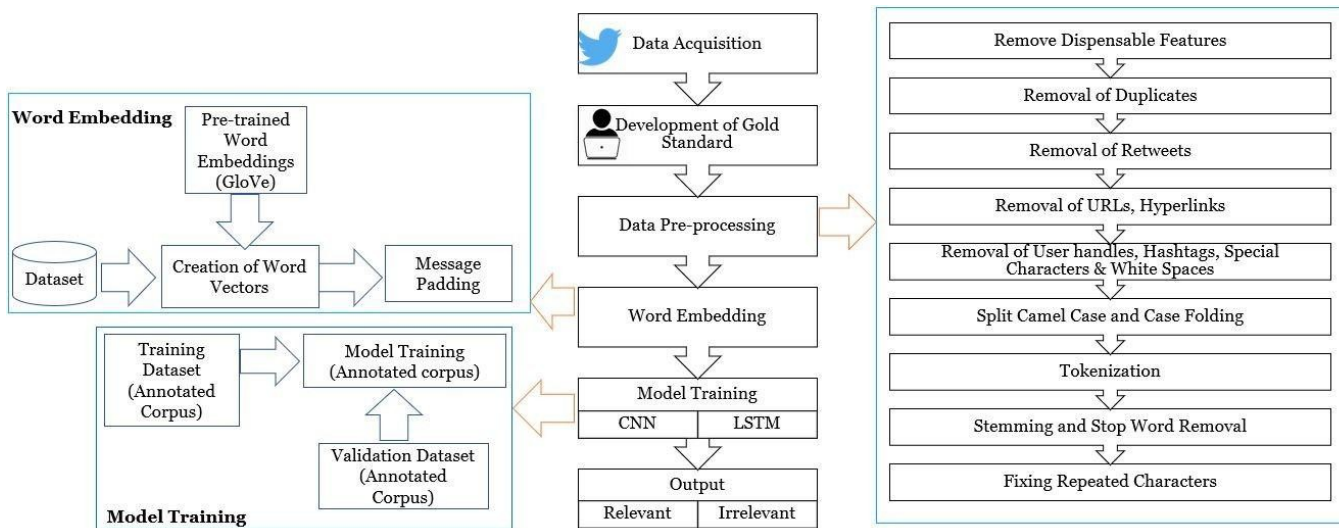 Word Embedding
Pre-trained
Word
Embeddings
(GloVe)
Dataset
Creation of Word
Vectors
Message
Padding
Training
Dataset
(Annotated
Corpus)
Model Training
(Annotated corpus)
Validation Dataset
(Annotated
Corpus)
Model Training
Data Acquisition
Development of Gold
Standard
Data Pre-processing
Word Embedding
Model Training
CNN
LSTM
Output
Relevant
Irrelevant
Remove Dispensable Features
Removal of Duplicates
Removal of Retweets
Removal of URLs, Hyperlinks
Removal of User handles, Hashtags, Special
Characters & White Spaces
Split Camel Case and Case Folding
Tokenization
Stemming and Stop Word Removal
Fixing Repeated Characters